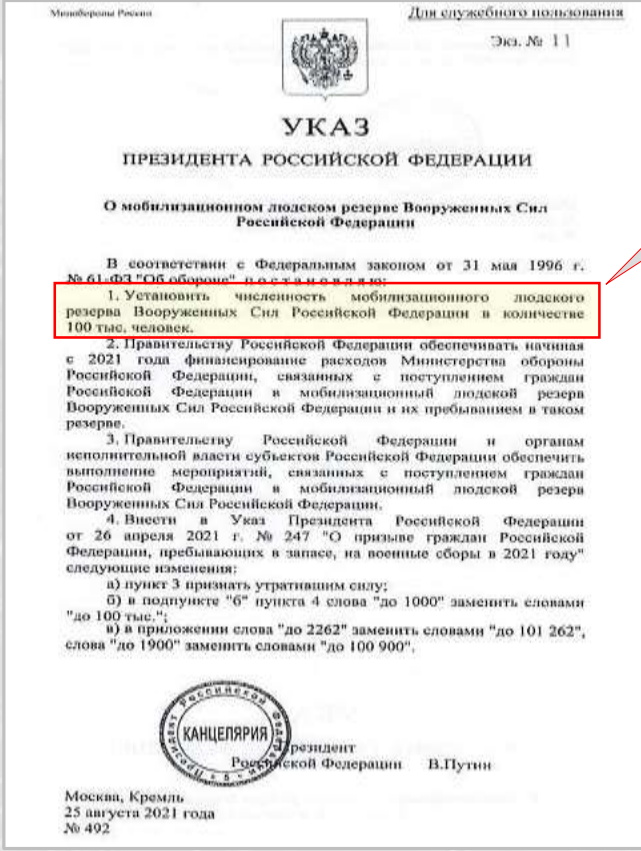 Минобороны России
Для служебного пользования
Экз. № 11
УКАЗ
ПРЕЗИДЕНТА РОССИЙСКОЙ ФЕДЕРАЦИИ
О мобилизационном людском резерве Вооруженных Сил
Российской Федерации
В соответствии с Федеральным законом от 31 мая 1996 г.
№ 61-ФЗ "Об обороне" постановляю:
1. Установить численность мобилизационного людского
резерва Вооруженных Сил Российской Федерации в количестве
100 тыс. человек.
2. Правительству Российской Федерации обеспечивать начиная
с 2021 года финансирование расходов Министерства обороны
Российской Федерации, связанных с поступлением граждан
Российской Федерации в мобилизационный людской резерв
Вооруженных Сил Российской Федерации и их пребыванием в таком
резерве.
3. Правительству Российской Федерации и органам
исполнительной власти субъектов Российской Федерации обеспечить
выполнение мероприятий, связанных с поступлением граждан
Российской Федерации в мобилизационный людской резерв
Вооруженных Сил Российской Федерации.
4. Внести в Указ Президента Российской Федерации
от 26 апреля 2021 г. № 247 "О призыве граждан Российской
Федерации, пребывающих в запасе, на военные сборы в 2021 году"
следующие изменения:
а) пункт 3 признать утратившим силу;
б) в подпункте "б" пункта 4 слова "до 1000" заменить словами
"до 100 тыс.";
в) в приложении слова "до 2262" заменить словами "до 101 262",
слова "до 1900" заменить словами "до 100 900".
КАНЦЕЛЯРИЯ
Президент Российской Федерации * 5 *
Президент
Российской Федерации В.Путин
Москва, Кремль
25 августа 2021 года
№ 492